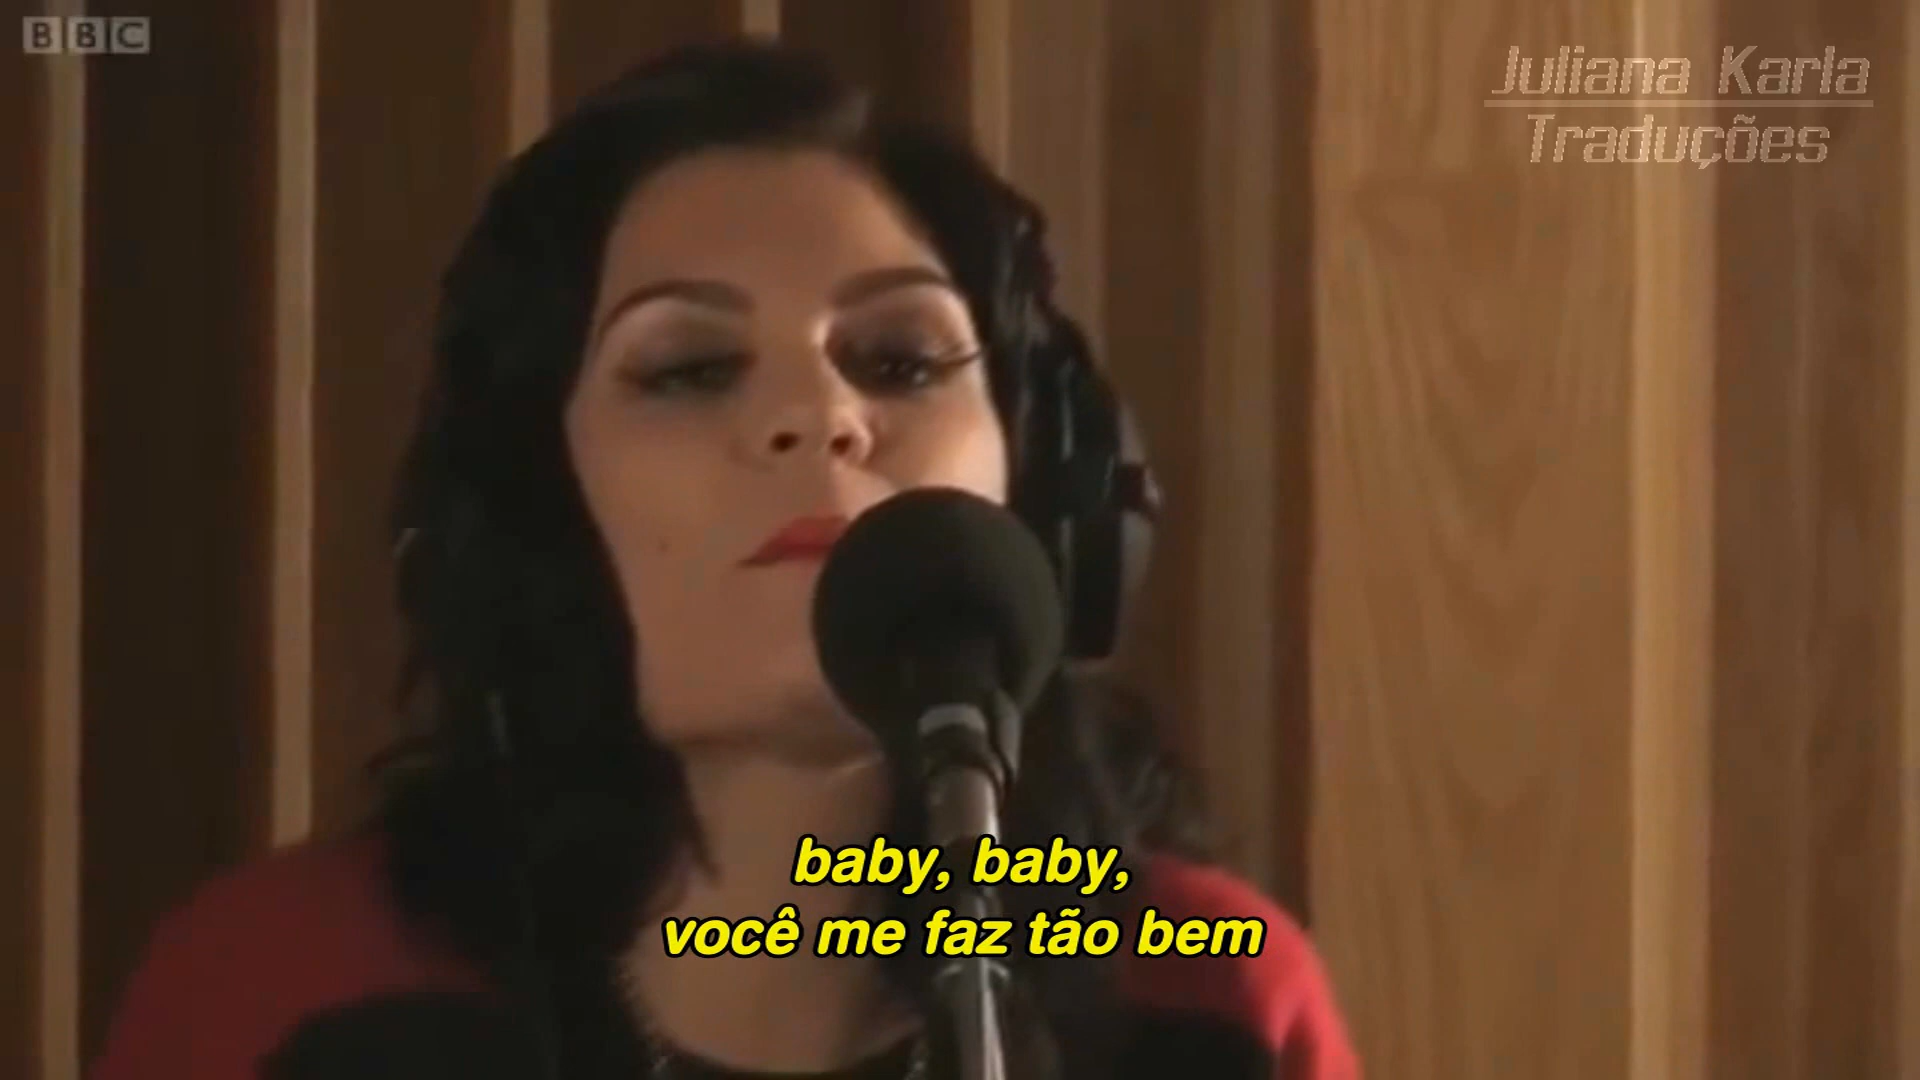 BBC
Juliana Karla
Traduções
baby, baby,
você me faz tão bem